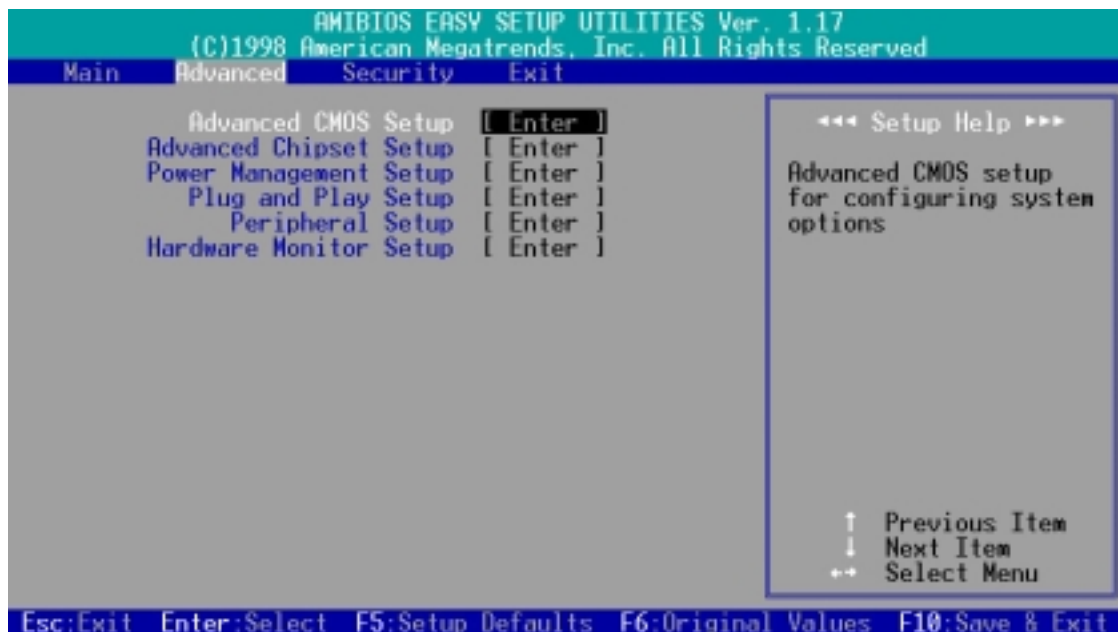 AMIBIOS EASY SETUP UTILITIES Ver. 1.17
(C)1998 American Megatrends, Inc. All Rights Reserved
Main Advanced Security Exit
Advanced CMOS Setup [ Enter ]
Advanced Chipset Setup [ Enter ]
Power Management Setup [ Enter ]
Plug and Play Setup [ Enter ]
Peripheral Setup [ Enter ]
Hardware Monitor Setup [ Enter ]
◄◄◄ Setup Help ►►►
Advanced CMOS setup
for configuring system
options
↑ Previous Item
↓ Next Item
←→ Select Menu
Esc:Exit Enter:Select F5:Setup Defaults F6:Original Values F10:Save & Exit